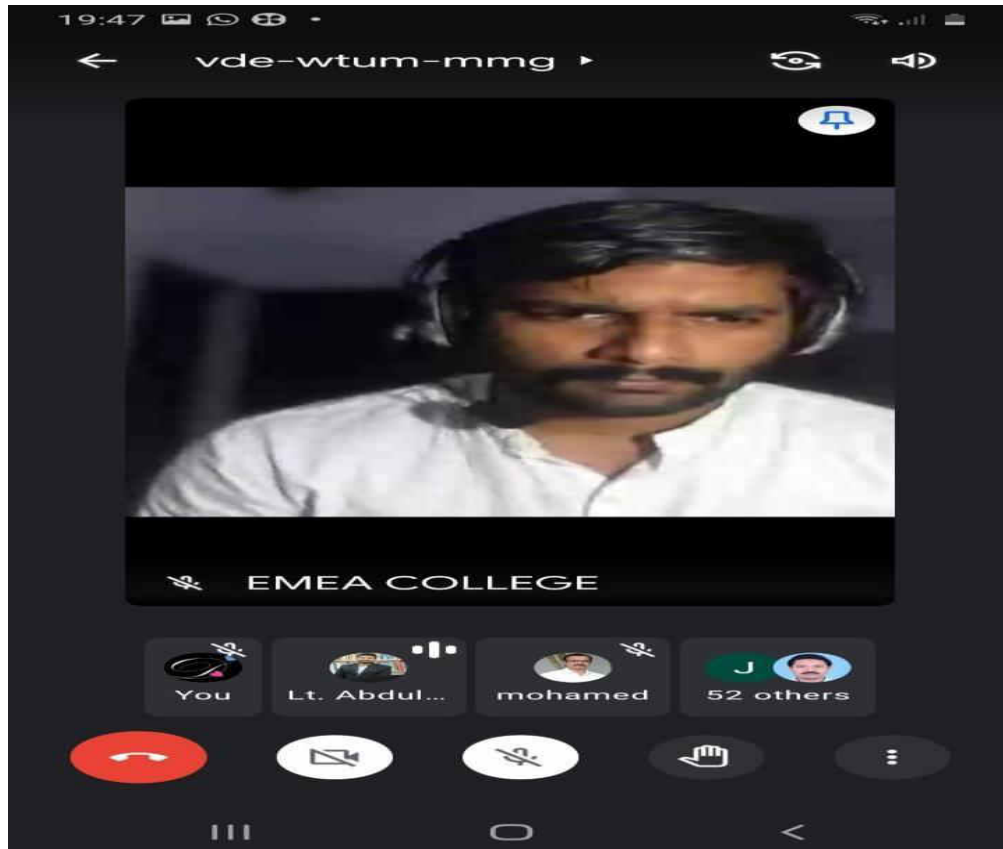 19:47
vde-wtum-mmg
EMEA COLLEGE
You
Lt. Abdul...
mohamed
J
52 others